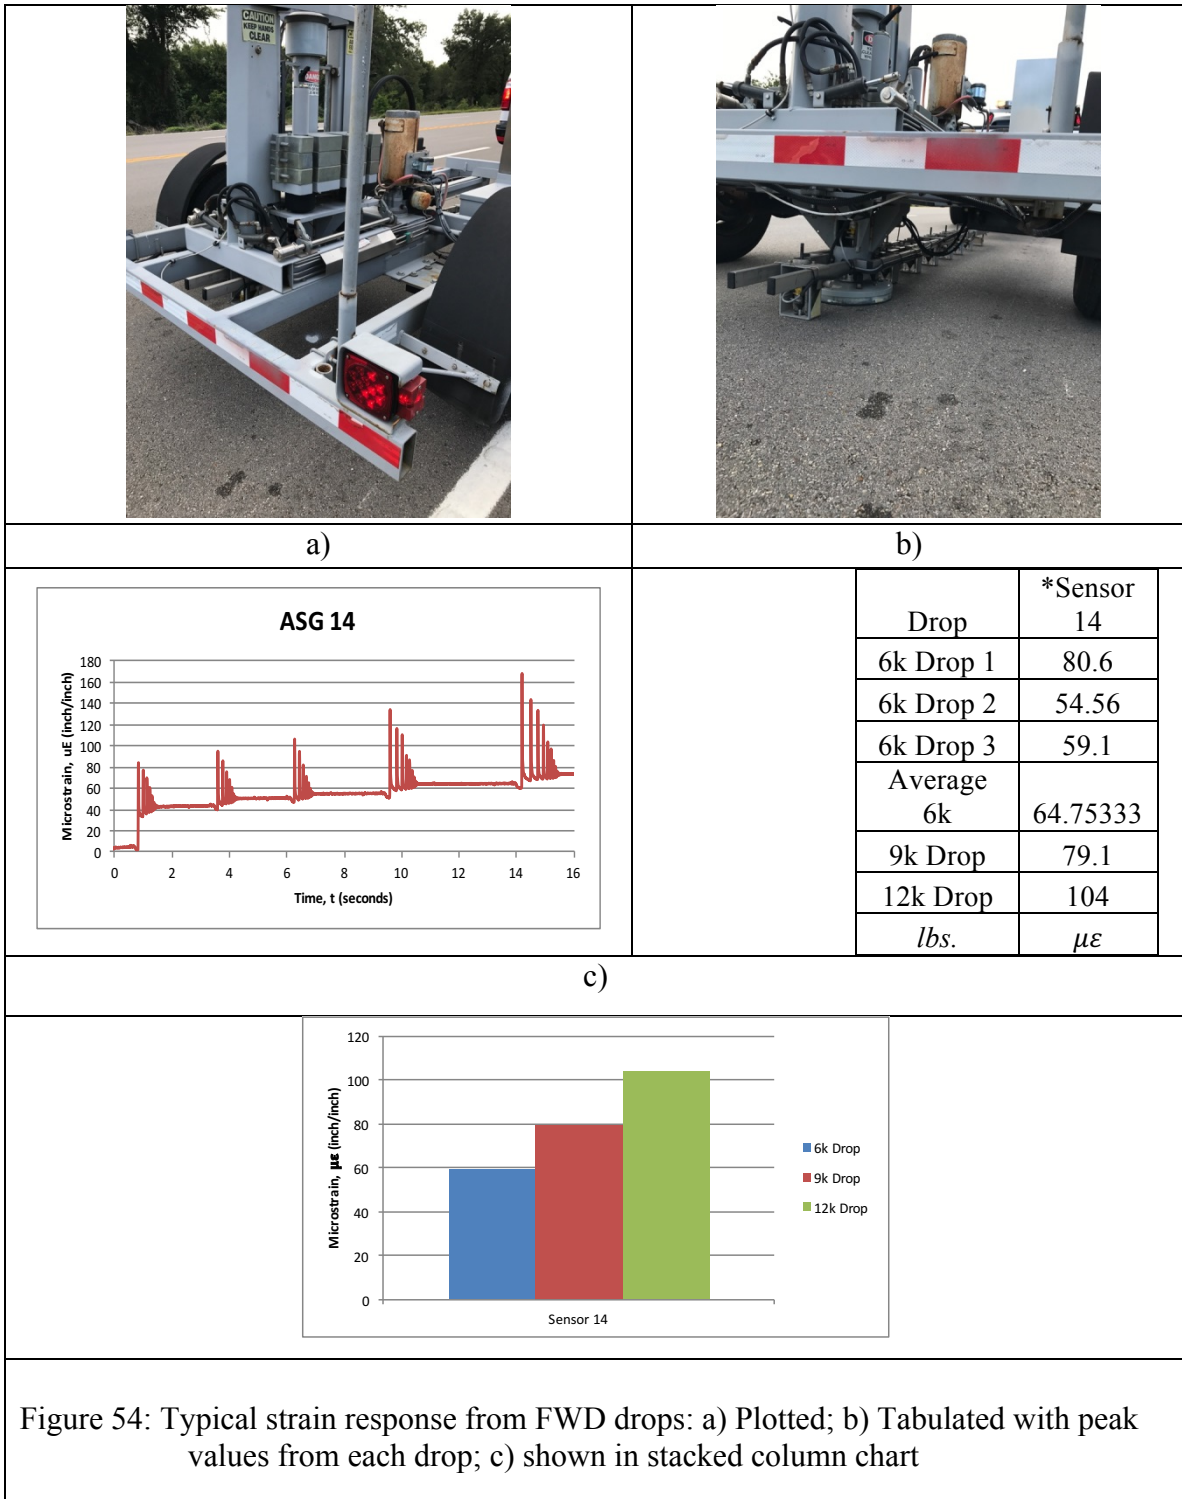 CAUTION
KEEP HANDS
CLEAR
a)
b)
ASG 14
Microstrain, uE (inch/inch)
180
160
140
120
100
80
60
40
20
0
0 2 4 6 8 10 12 14 16
Time, t (seconds)
Drop *Sensor 14
6k Drop 1 80.6
6k Drop 2 54.56
6k Drop 3 59.1
Average 6k 64.75333
9k Drop 79.1
12k Drop 104
lbs. με
c)
Microstrain, με (inch/inch)
120
100
80
60
40
20
0
Sensor 14
6k Drop
9k Drop
12k Drop
Figure 54: Typical strain response from FWD drops: a) Plotted; b) Tabulated with peak
values from each drop; c) shown in stacked column chart